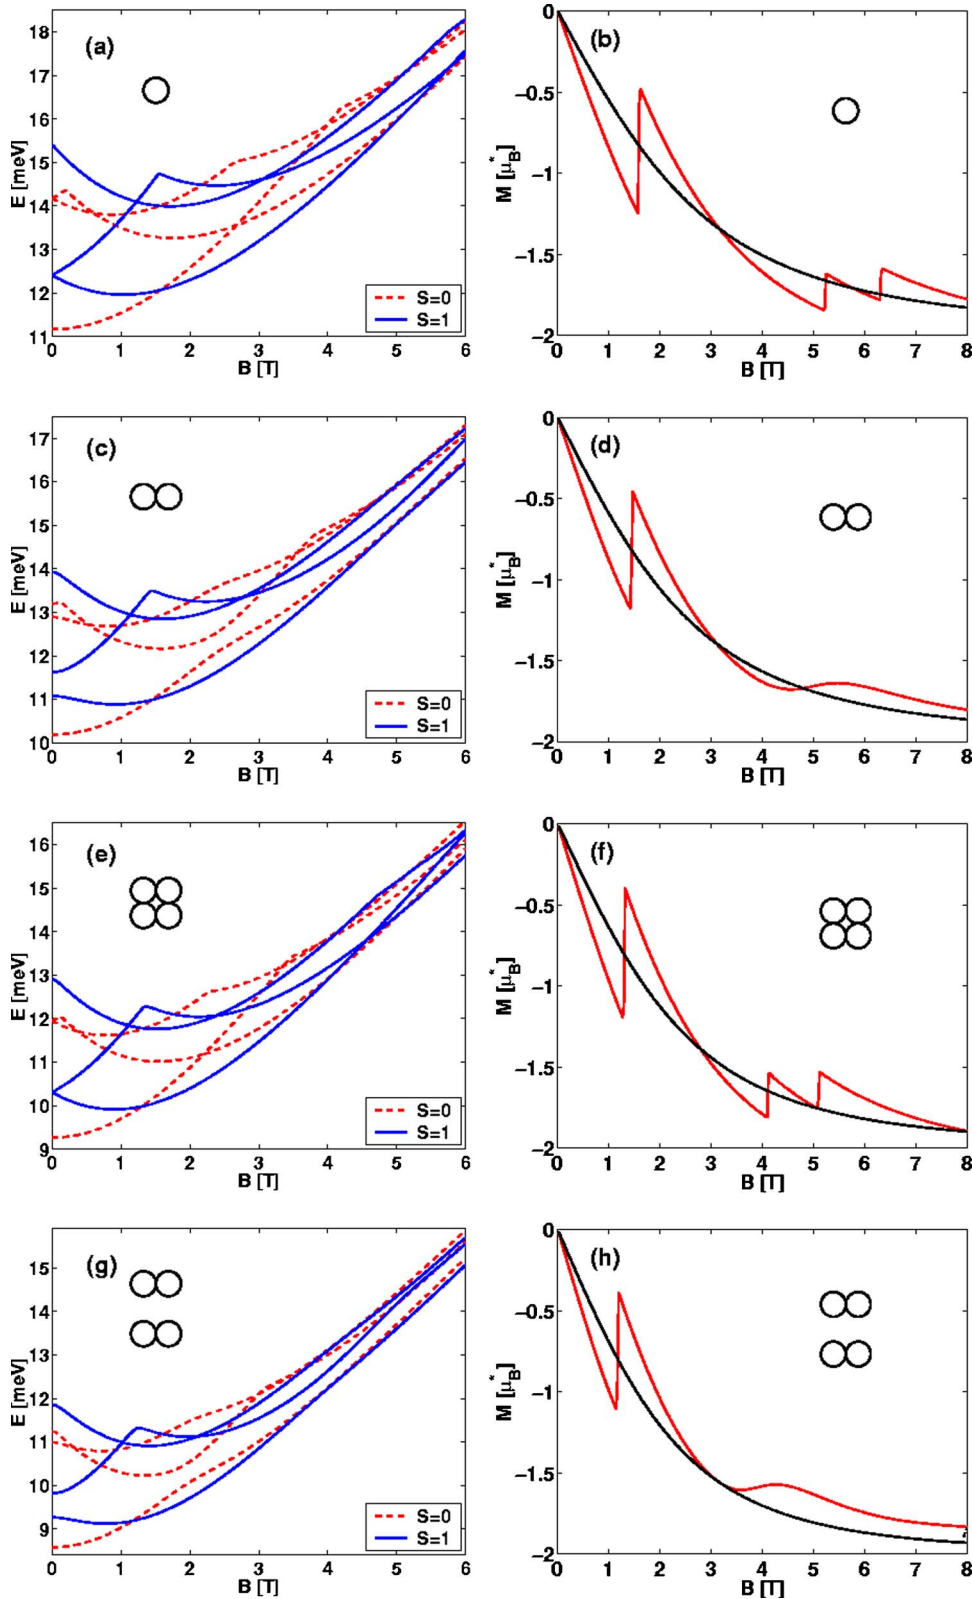 (a)
E [meV]
18
17
16
15
14
13
12
11
0 1 2 3 4 5 6
B [T]
S=0
S=1
(b)
M [μ*B]
0
−0.5
−1
−1.5
−2
0 1 2 3 4 5 6 7 8
B [T]
(c)
E [meV]
17
16
15
14
13
12
11
10
0 1 2 3 4 5 6
B [T]
S=0
S=1
(d)
M [μ*B]
0
−0.5
−1
−1.5
−2
0 1 2 3 4 5 6 7 8
B [T]
(e)
E [meV]
16
15
14
13
12
11
10
9
0 1 2 3 4 5 6
B [T]
S=0
S=1
(f)
M [μ*B]
0
−0.5
−1
−1.5
−2
0 1 2 3 4 5 6 7 8
B [T]
(g)
E [meV]
15
14
13
12
11
10
9
0 1 2 3 4 5 6
B [T]
S=0
S=1
(h)
M [μ*B]
0
−0.5
−1
−1.5
−2
0 1 2 3 4 5 6 7 8
B [T]